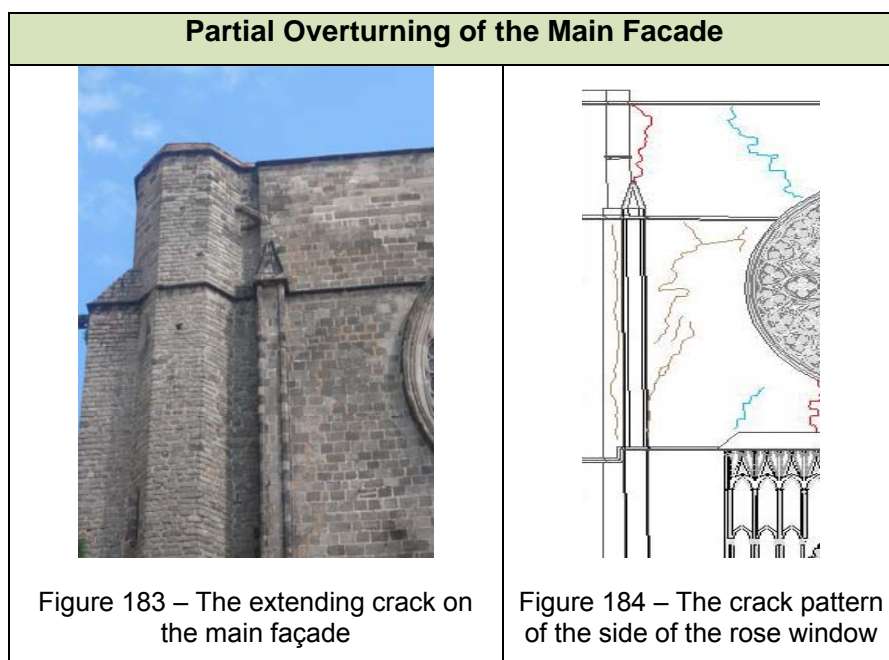 Partial Overturning of the Main Facade
Figure 183 – The extending crack on
the main façade
Figure 184 – The crack pattern
of the side of the rose window